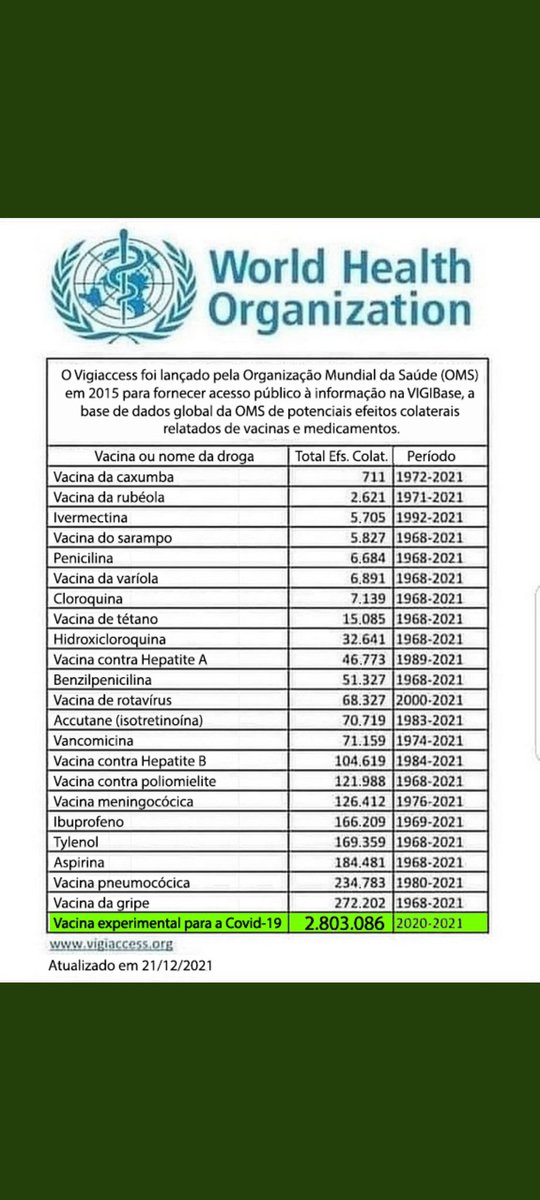 World Health
Organization
O Vigiaccess foi lançado pela Organização Mundial da Saúde (OMS)
em 2015 para fornecer acesso público à informação na VIGIBase, a
base de dados global da OMS de potenciais efeitos colaterais
relatados de vacinas e medicamentos.
Vacina ou nome da droga Total Efs. Colat. Período
Vacina da caxumba 711 1972-2021
Vacina da rubéola 2.621 1971-2021
Ivermectina 5.705 1992-2021
Vacina do sarampo 5.827 1968-2021
Penicilina 6.684 1968-2021
Vacina da varíola 6.891 1968-2021
Cloroquina 7.139 1968-2021
Vacina de tétano 15.085 1968-2021
Hidroxicloroquina 32.641 1968-2021
Vacina contra Hepatite A 46.773 1989-2021
Benzilpenicilina 51.327 1968-2021
Vacina de rotavírus 68.327 2000-2021
Accutane (isotretinoína) 70.719 1983-2021
Vancomicina 71.159 1974-2021
Vacina contra Hepatite B 104.619 1984-2021
Vacina contra poliomielite 121.988 1968-2021
Vacina meningocócica 126.412 1976-2021
Ibuprofeno 166.209 1969-2021
Tylenol 169.359 1968-2021
Aspirina 184.481 1968-2021
Vacina pneumocócica 234.783 1980-2021
Vacina da gripe 272.202 1968-2021
Vacina experimental para a Covid-19 2.803.086 2020-2021
www.vigiaccess.org
Atualizado em 21/12/2021